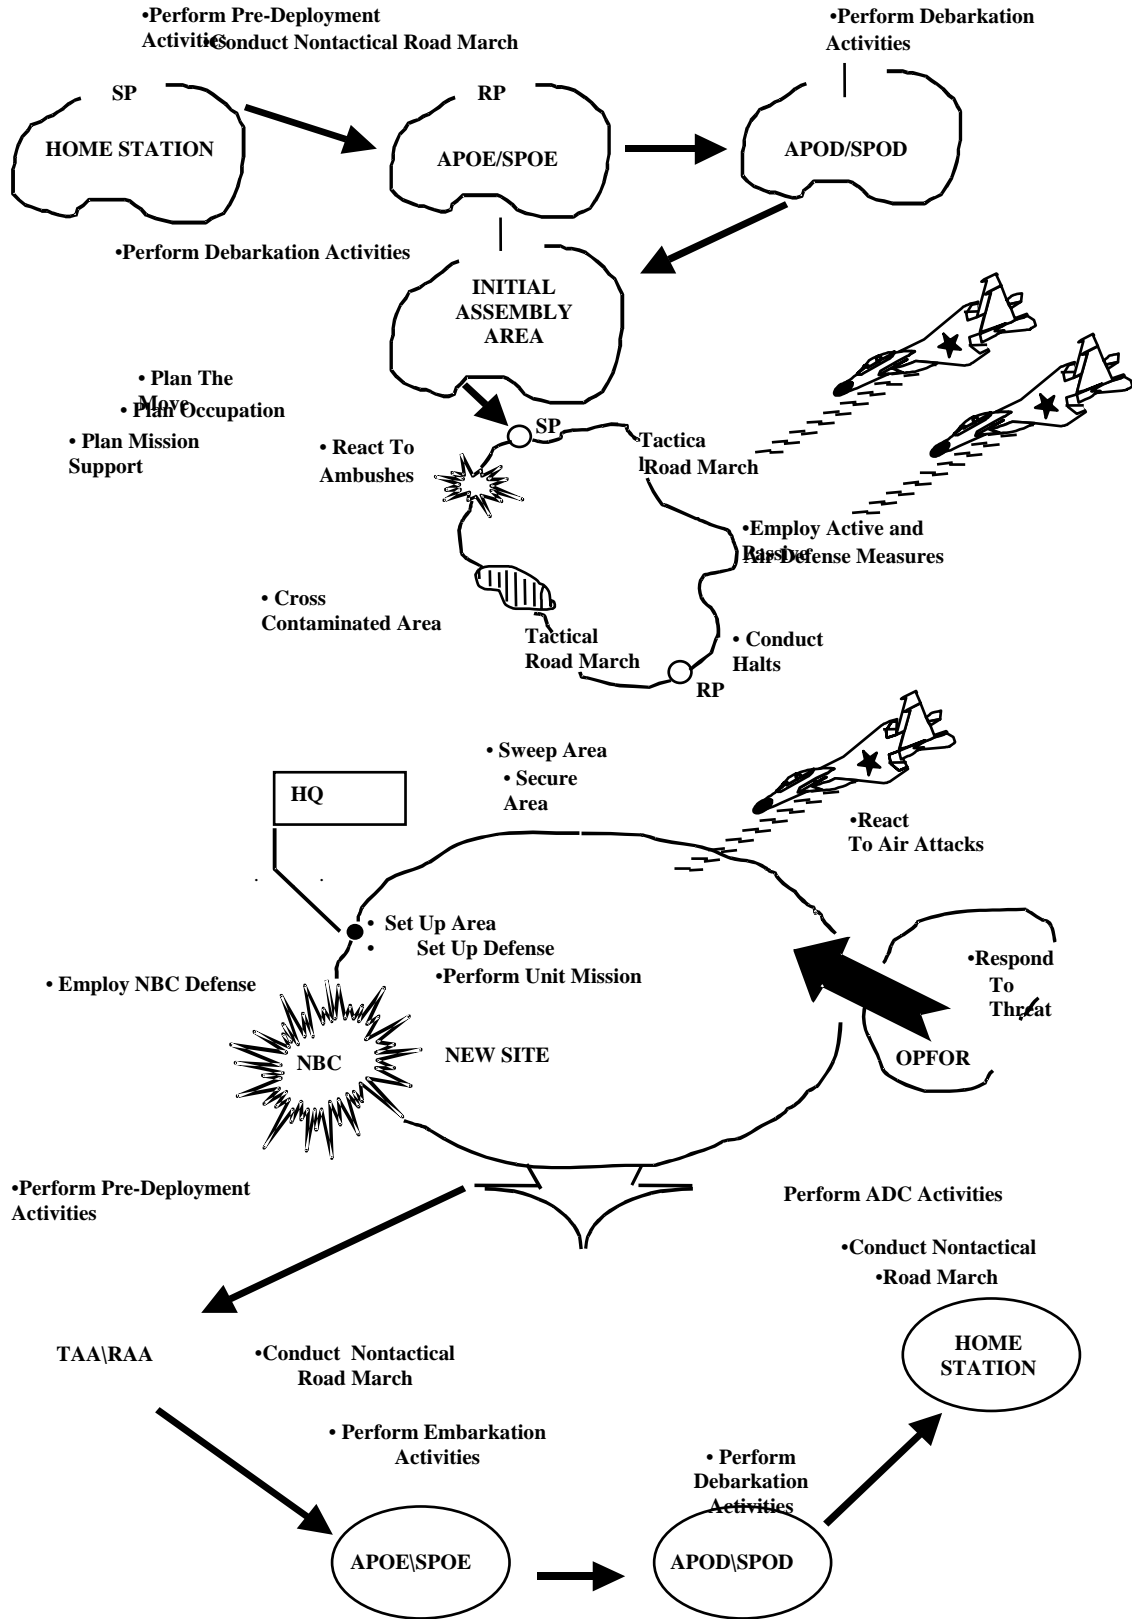 •Perform Pre-Deployment
Activities
•Conduct Nontactical Road March
•Perform Debarkation
Activities
SP
RP
HOME STATION
APOE/SPOE
APOD/SPOD
•Perform Debarkation Activities
INITIAL
ASSEMBLY
AREA
• Plan The
Move
• Plan Occupation
• Plan Mission
Support
• React To
Ambushes
SP
Tactica
l
Road March
•Employ Active and
Passive
Air Defense Measures
• Cross
Contaminated Area
Tactical
Road March
• Conduct
Halts
RP
• Sweep Area
• Secure
Area
HQ
•React
To Air Attacks
• Set Up Area
• Set Up Defense
•Perform Unit Mission
• Employ NBC Defense
•Respond
To
Threat
NBC
NEW SITE
OPFOR
•Perform Pre-Deployment
Activities
Perform ADC Activities
•Conduct Nontactical
•Road March
TAA\RAA
•Conduct Nontactical
Road March
HOME
STATION
• Perform Embarkation
Activities
• Perform
Debarkation
Activities
APOE\SPOE
APOD\SPOD